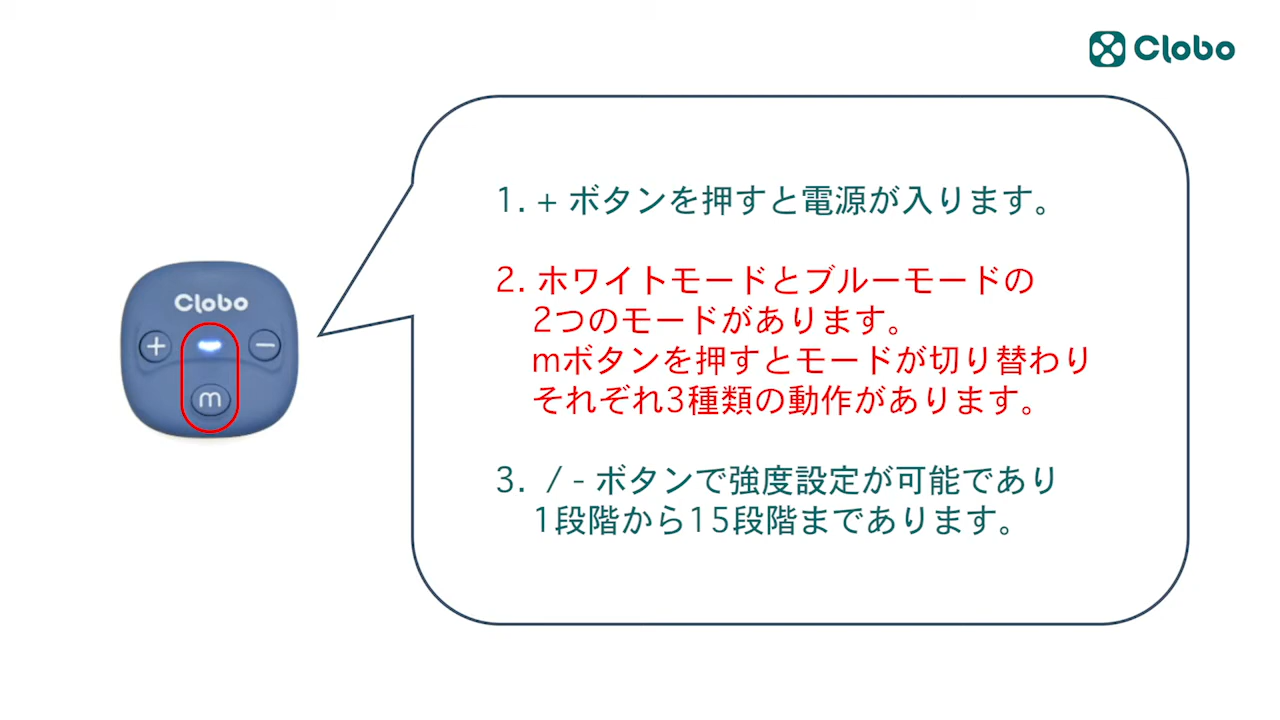 Clobo
1. + ボタンを押すと電源が入ります。
2. ホワイトモードとブルーモードの
2つのモードがあります。
mボタンを押すとモードが切り替わり
それぞれ3種類の動作があります。
3. / - ボタンで強度設定が可能であり
1段階から15段階まであります。
Clobo
+ -
m